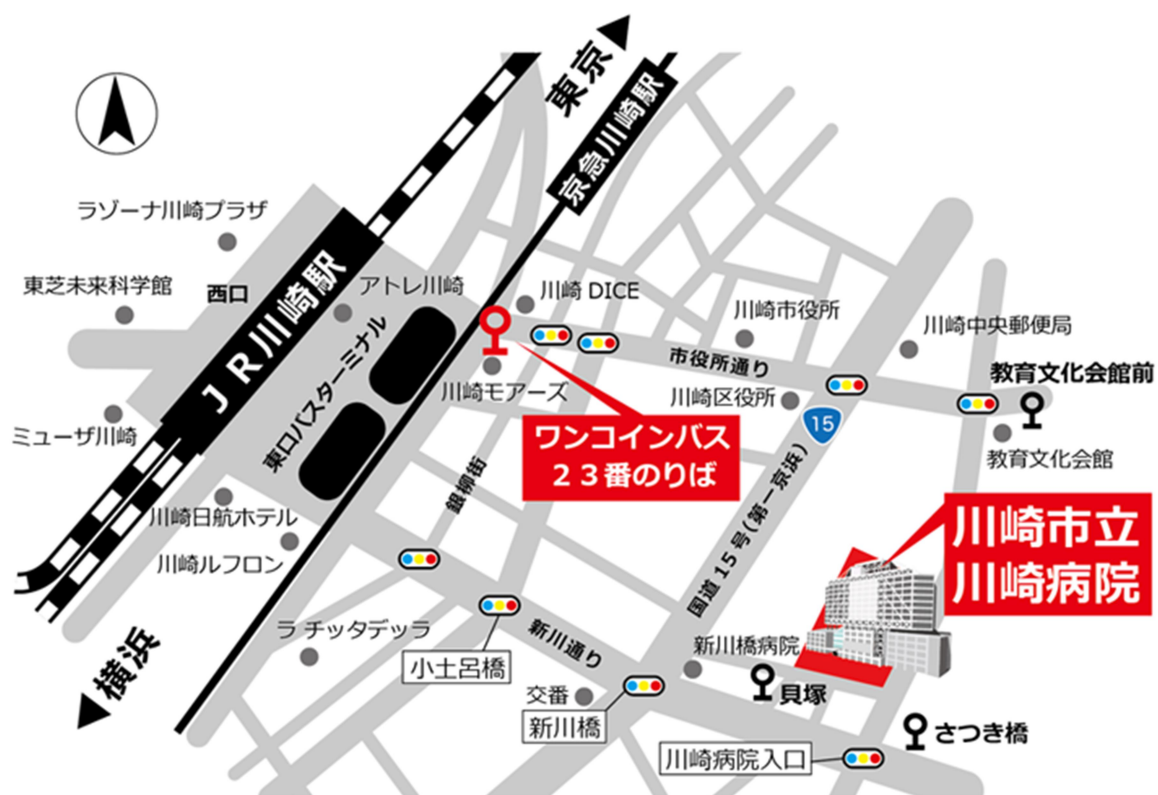 東京
京急川崎駅
ラゾーナ川崎プラザ
東芝未来科学館
西口
JR川崎駅
アトレ川崎
川崎 DICE
川崎市役所
川崎中央郵便局
市役所通り
教育文化会館前
東口バスターミナル
川崎モアーズ
川崎区役所
15
ミューザ川崎
ワンコインバス
23番のりば
教育文化会館
銀柳街
国道15号(第一京浜)
川崎市立
川崎病院
川崎日航ホテル
川崎ルフロン
ラ チッタデッラ
新川通り
新川橋病院
小土呂橋
横浜
交番
新川橋
貝塚
さつき橋
川崎病院入口